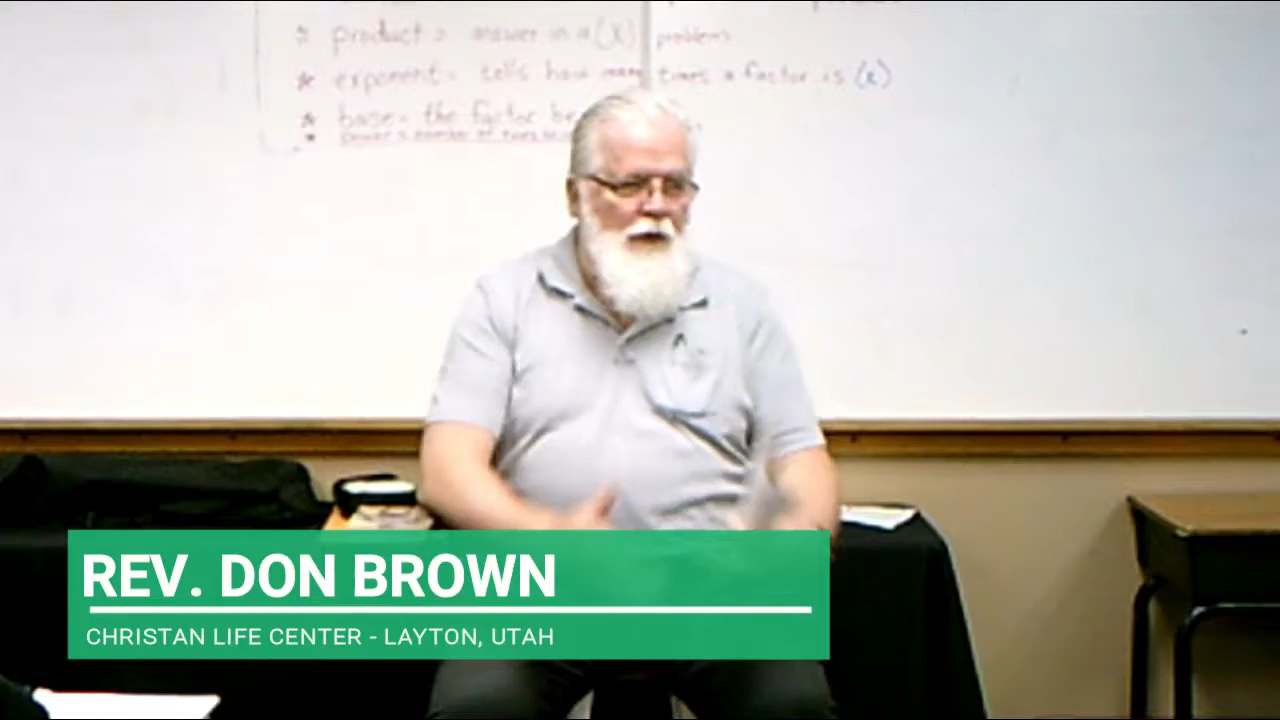 product = answer in a (x) problem
* exponent = tells how many times a factor is (x)
* base = the factor be
REV. DON BROWN
CHRISTAN LIFE CENTER - LAYTON, UTAH